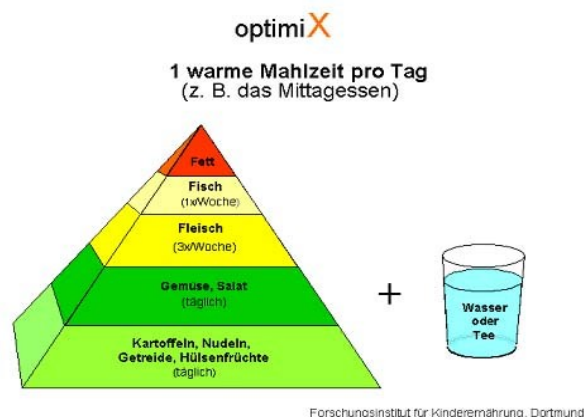 optimiX
1 warme Mahlzeit pro Tag
(z. B. das Mittagessen)
Fett
Fisch
(1x/Woche)
Fleisch
(3x/Woche)
Gemüse, Salat
(täglich)
Kartoffeln, Nudeln,
Getreide, Hülsenfrüchte
(täglich)
+
Wasser
oder
Tee
Forschungsinstitut für Kinderernährung, Dortmund